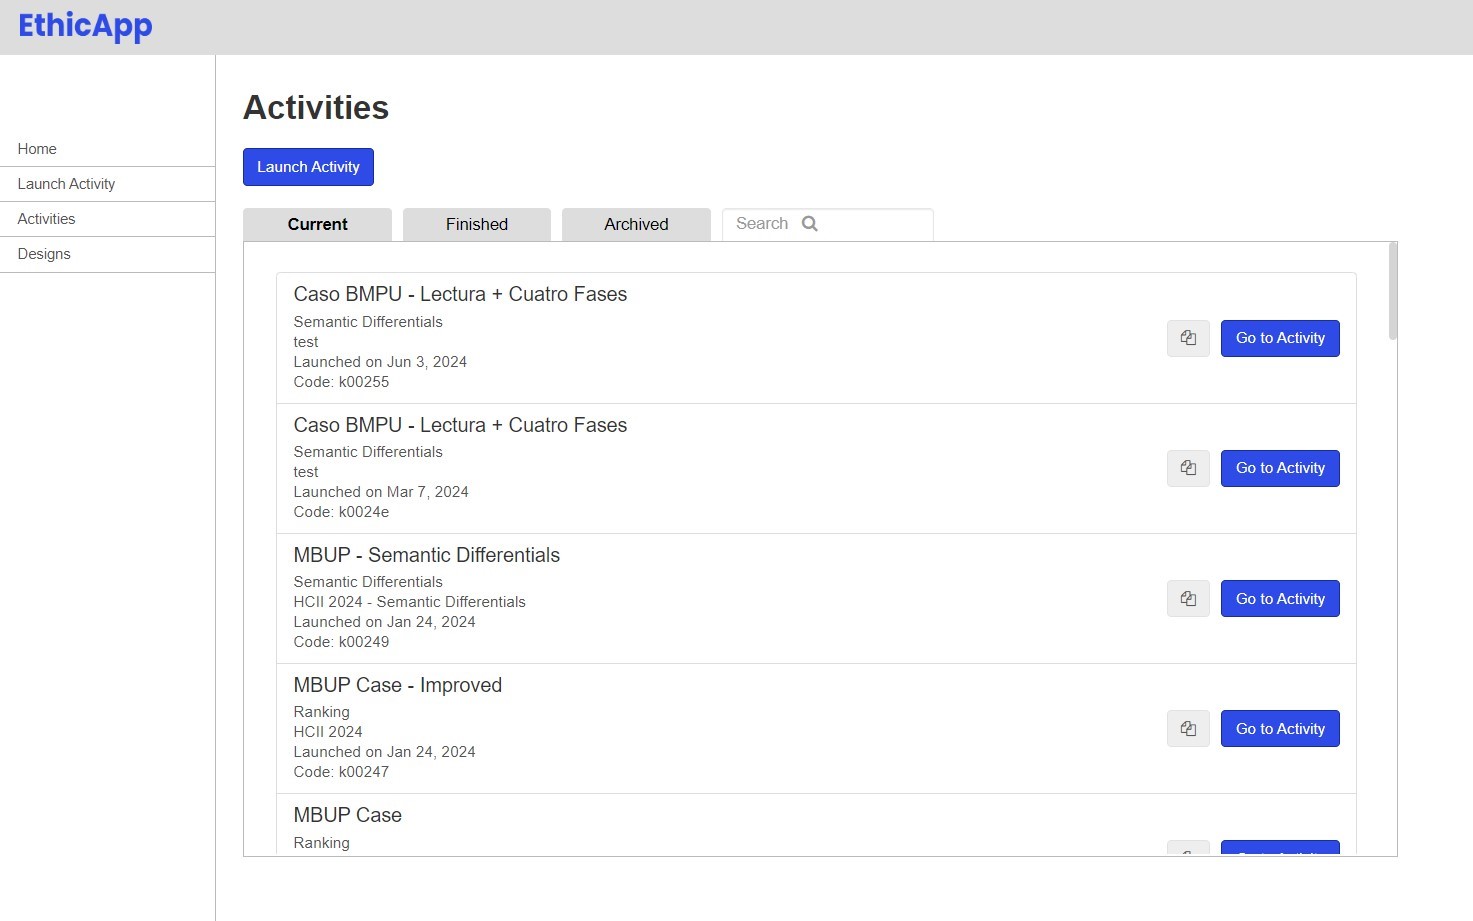 EthicApp
Home
Launch Activity
Activities
Designs
Activities
Launch Activity
Current
Finished
Archived
Search
Caso BMPU - Lectura + Cuatro Fases
Semantic Differentials
test
Launched on Jun 3, 2024
Code: k00255
Go to Activity
Caso BMPU - Lectura + Cuatro Fases
Semantic Differentials
test
Launched on Mar 7, 2024
Code: k0024e
Go to Activity
MBUP - Semantic Differentials
Semantic Differentials
HCII 2024 - Semantic Differentials
Launched on Jan 24, 2024
Code: k00249
Go to Activity
MBUP Case - Improved
Ranking
HCII 2024
Launched on Jan 24, 2024
Code: k00247
Go to Activity
MBUP Case
Ranking